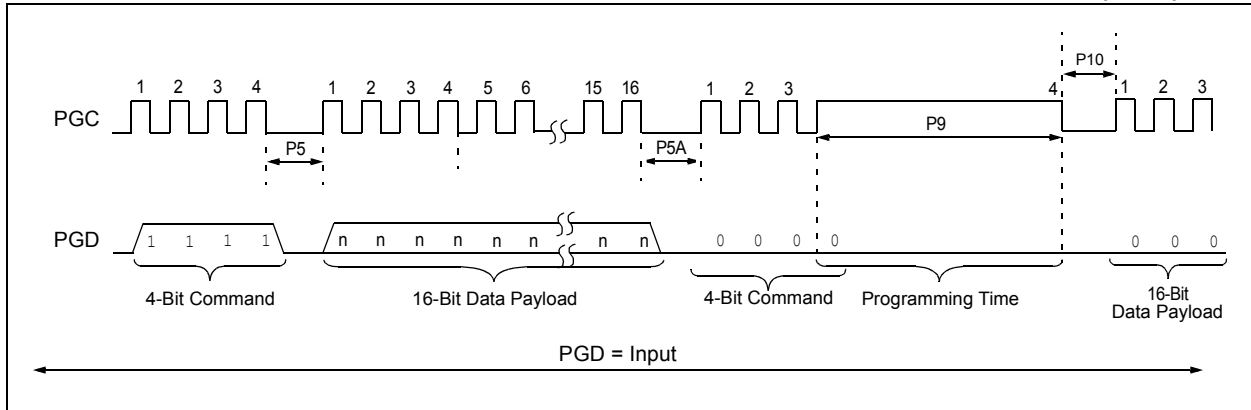 P10
1 2 3 4 1 2 3 4 5 6 15 16 1 2 3 4 1 2 3
PGC
P9
P5
P5A
PGD
1 1 1 1 n n n n n n n n 0 0 0 0 0 0 0
4-Bit Command
16-Bit Data Payload
4-Bit Command
Programming Time
16-Bit
Data Payload
PGD = Input